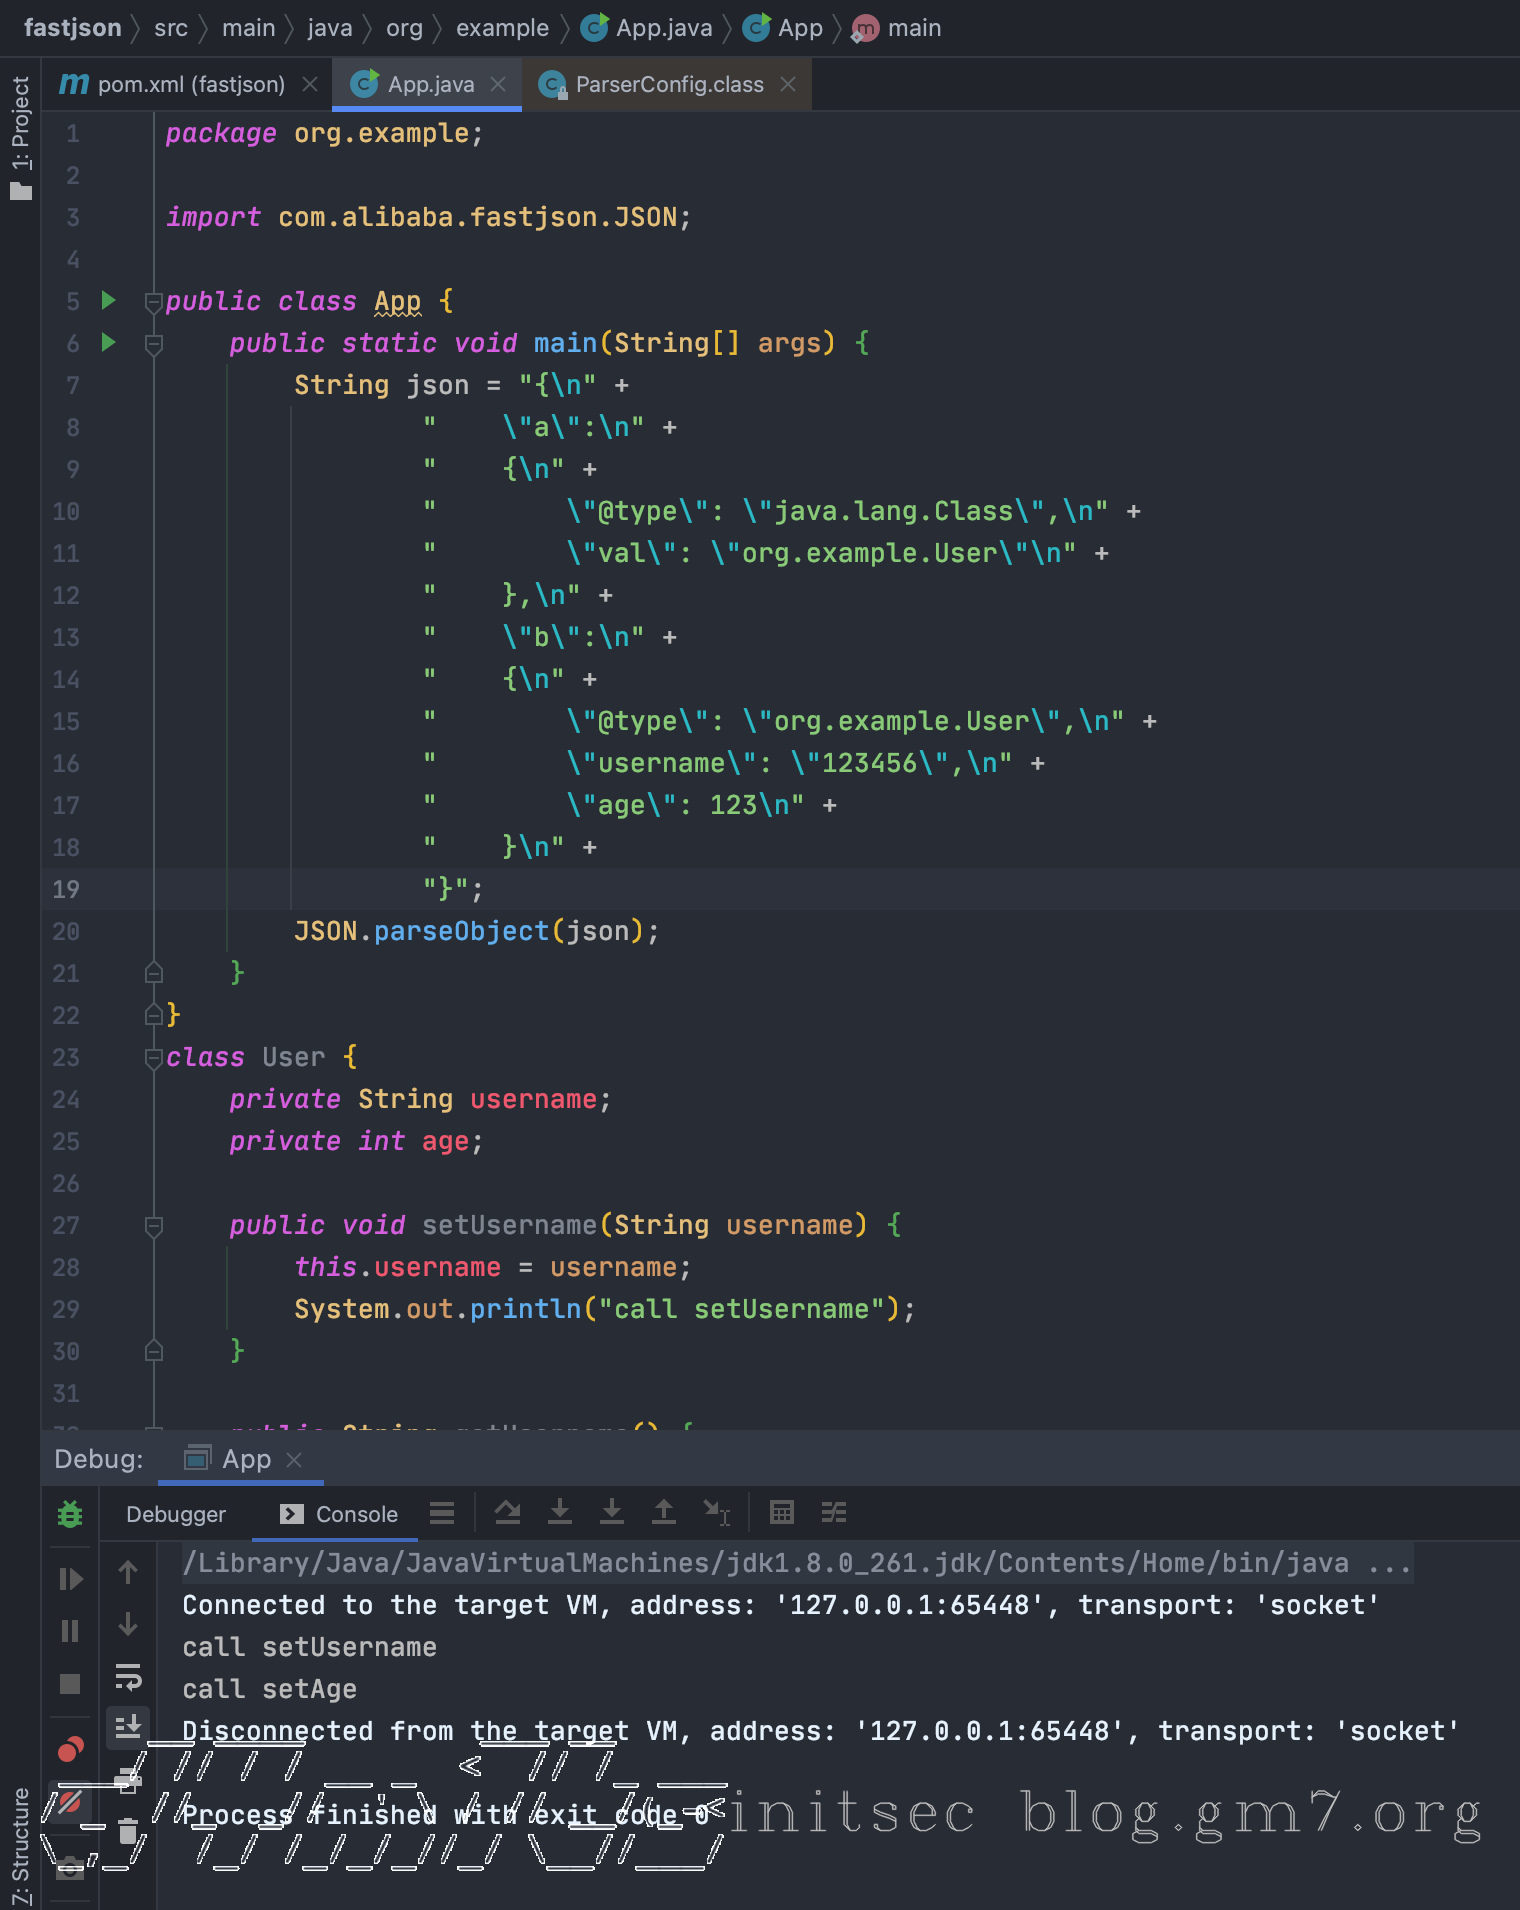 fastjson src main java org example App.java App main
1: Project
pom.xml (fastjson) App.java ParserConfig.class
1 package org.example;
2
3 import com.alibaba.fastjson.JSON;
4
5 public class App {
6 public static void main(String[] args) {
7 String json = "{\n" +
8 "    \"a\":\n" +
9 "    {\n" +
10 "        \"@type\": \"java.lang.Class\",\n" +
11 "        \"val\": \"org.example.User\"\n" +
12 "    },\n" +
13 "    \"b\":\n" +
14 "    {\n" +
15 "        \"@type\": \"org.example.User\",\n" +
16 "        \"username\": \"123456\",\n" +
17 "        \"age\": 123\n" +
18 "    }\n" +
19 "}";
20 JSON.parseObject(json);
21 }
22 }
23 class User {
24 private String username;
25 private int age;
26
27 public void setUsername(String username) {
28 this.username = username;
29 System.out.println("call setUsername");
30 }
31
Debug: App
Debugger Console
/Library/Java/JavaVirtualMachines/jdk1.8.0_261.jdk/Contents/Home/bin/java ...
Connected to the target VM, address: '127.0.0.1:65448', transport: 'socket'
call setUsername
call setAge
Disconnected from the target VM, address: '127.0.0.1:65448', transport: 'socket'
Process finished with exit code 0
initsec blog.gm7.org
7: Structure